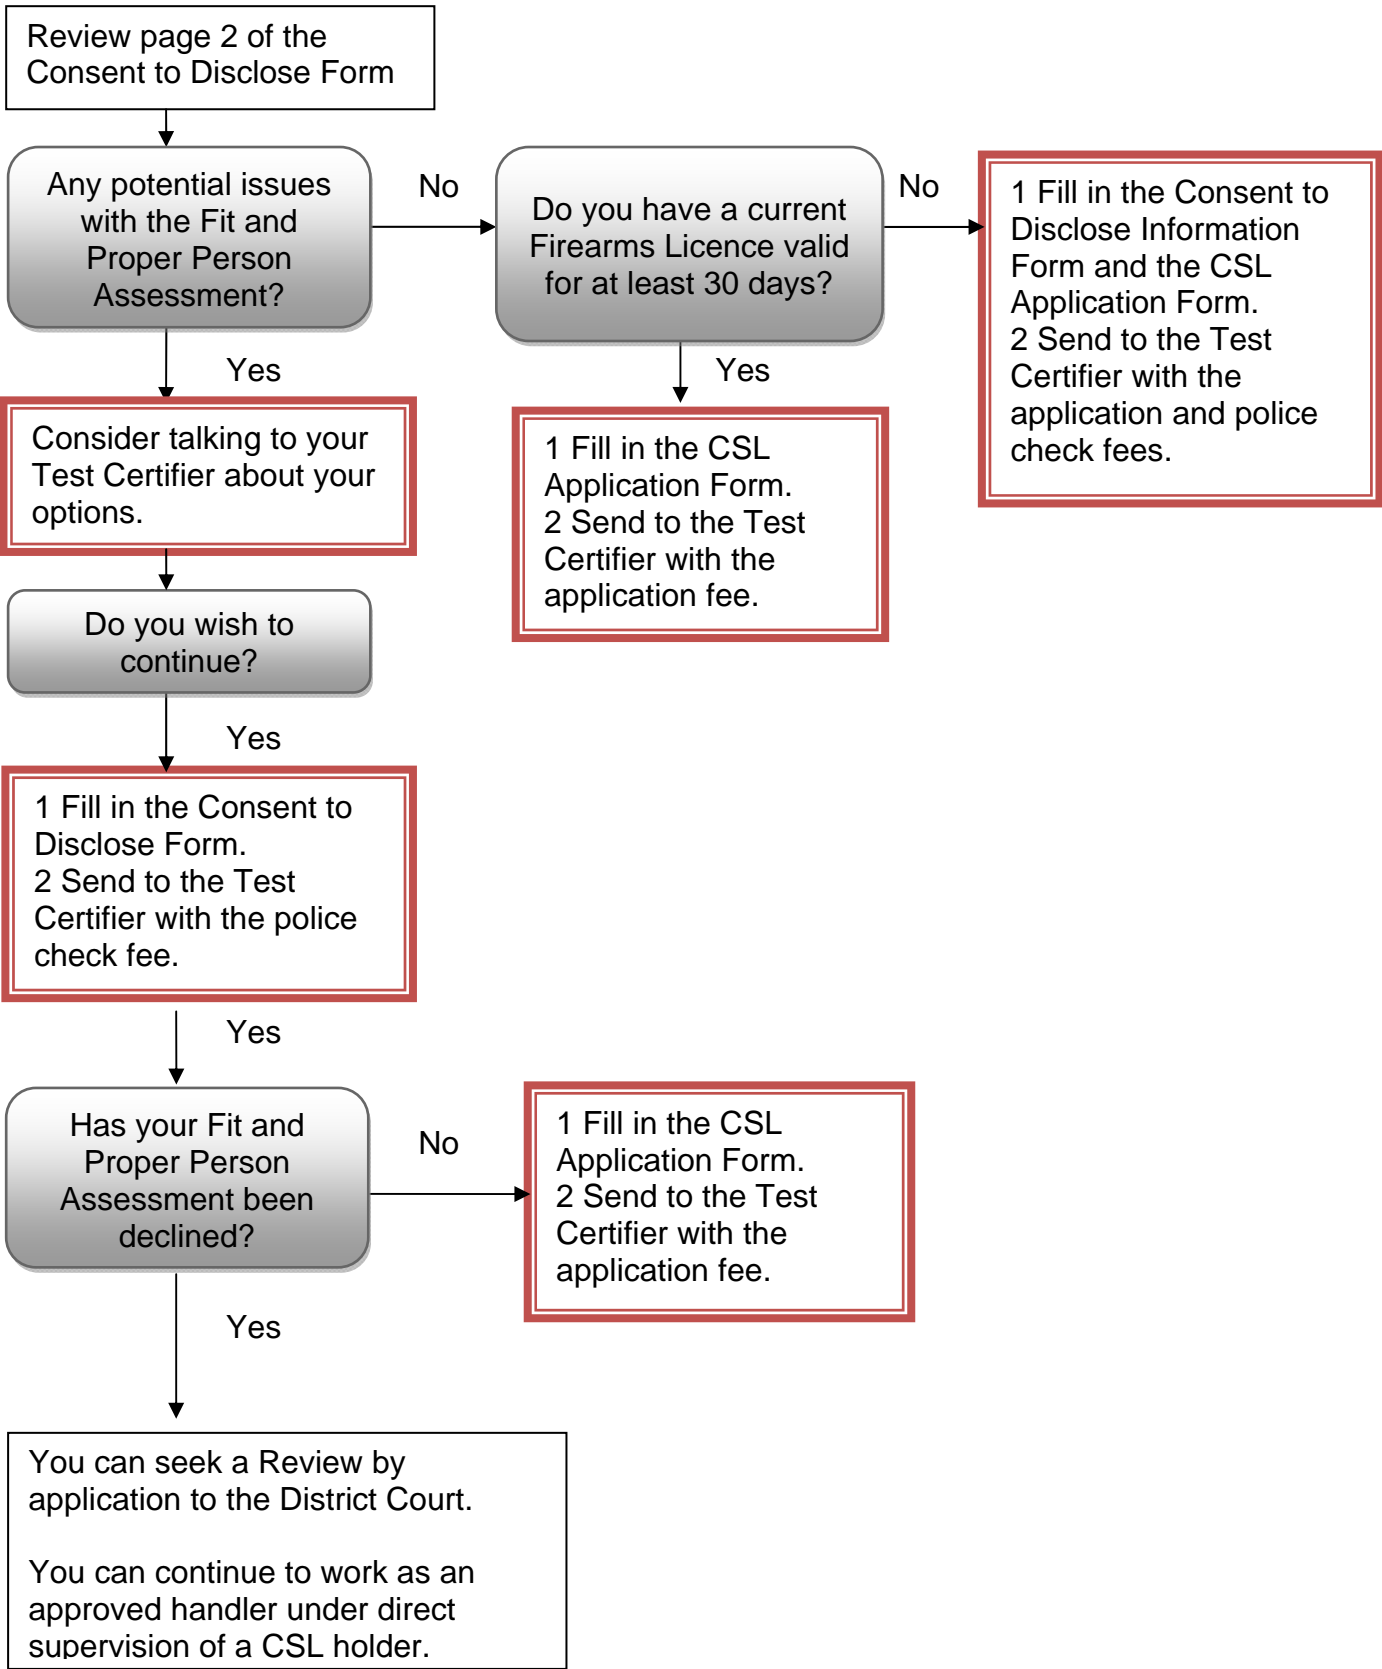 Review page 2 of the
Consent to Disclose Form
Any potential issues
with the Fit and
Proper Person
Assessment?
No
Do you have a current
Firearms Licence valid
for at least 30 days?
No
1 Fill in the Consent to
Disclose Information
Form and the CSL
Application Form.
2 Send to the Test
Certifier with the
application and police
check fees.
Yes
Yes
Consider talking to your
Test Certifier about your
options.
1 Fill in the CSL
Application Form.
2 Send to the Test
Certifier with the
application fee.
Do you wish to
continue?
Yes
1 Fill in the Consent to
Disclose Form.
2 Send to the Test
Certifier with the police
check fee.
Yes
Has your Fit and
Proper Person
Assessment been
declined?
No
1 Fill in the CSL
Application Form.
2 Send to the Test
Certifier with the
application fee.
Yes
You can seek a Review by
application to the District Court.
You can continue to work as an
approved handler under direct
supervision of a CSL holder.